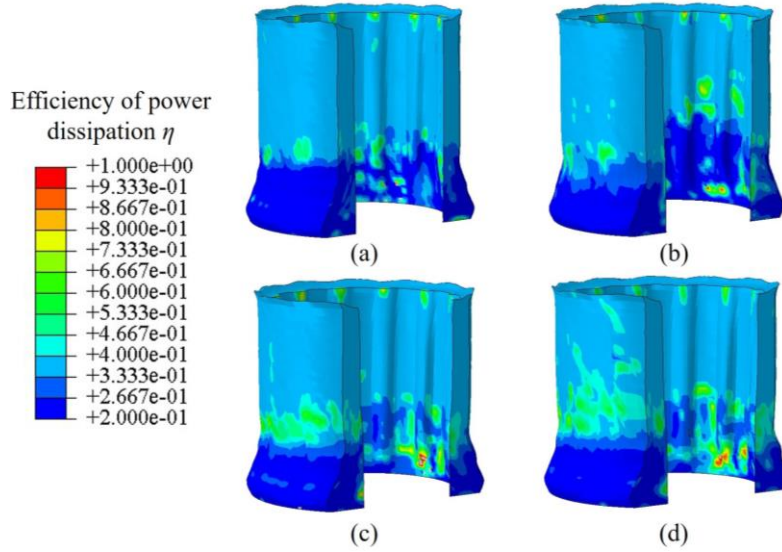 Efficiency of power
dissipation η
+1.000e+00
+9.333e-01
+8.667e-01
+8.000e-01
+7.333e-01
+6.667e-01
+6.000e-01
+5.333e-01
+4.667e-01
+4.000e-01
+3.333e-01
+2.667e-01
+2.000e-01
(a)
(b)
(c)
(d)